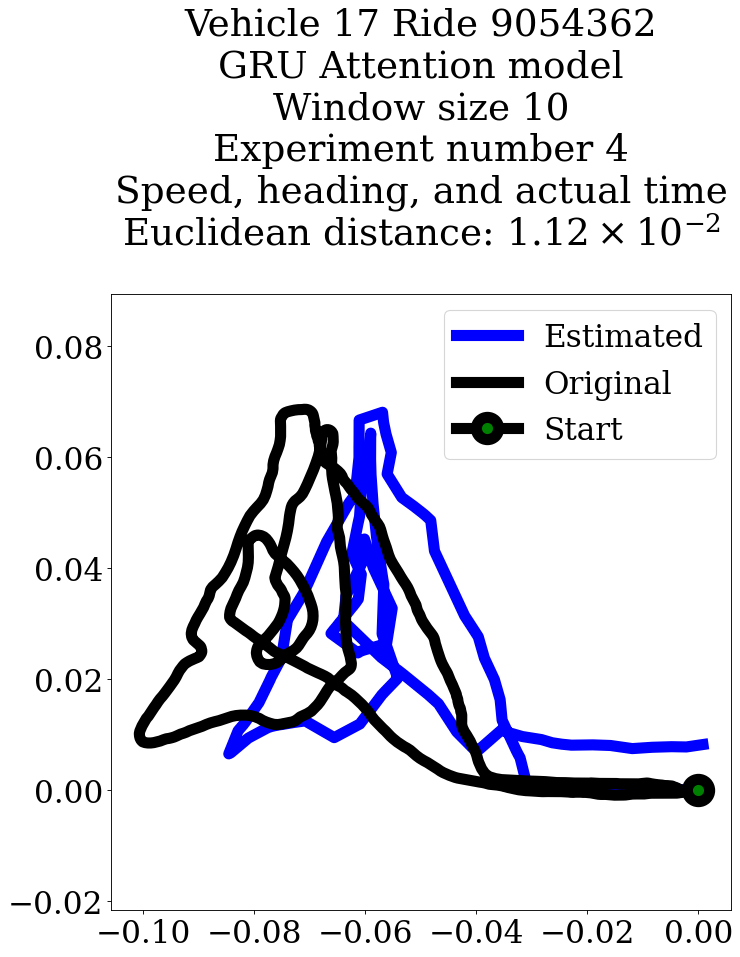 Vehicle 17 Ride 9054362
GRU Attention model
Window size 10
Experiment number 4
Speed, heading, and actual time
Euclidean distance: 1.12 × 10⁻²
Estimated
Original
Start
0.08
0.06
0.04
0.02
0.00
−0.02
−0.10 −0.08 −0.06 −0.04 −0.02 0.00